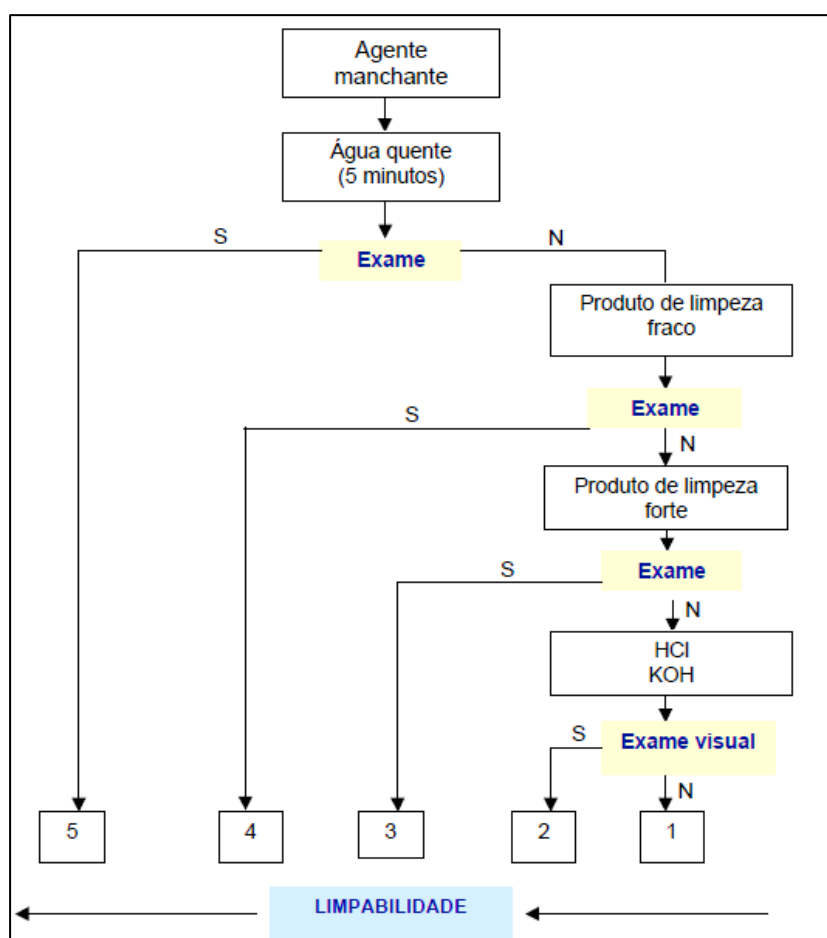 Agente
manchante
Água quente
(5 minutos)
S
N
Exame
Produto de limpeza
fraco
S
Exame
N
Produto de limpeza
forte
S
Exame
N
HCl
KOH
S
Exame visual
N
5
4
3
2
1
LIMPABILIDADE